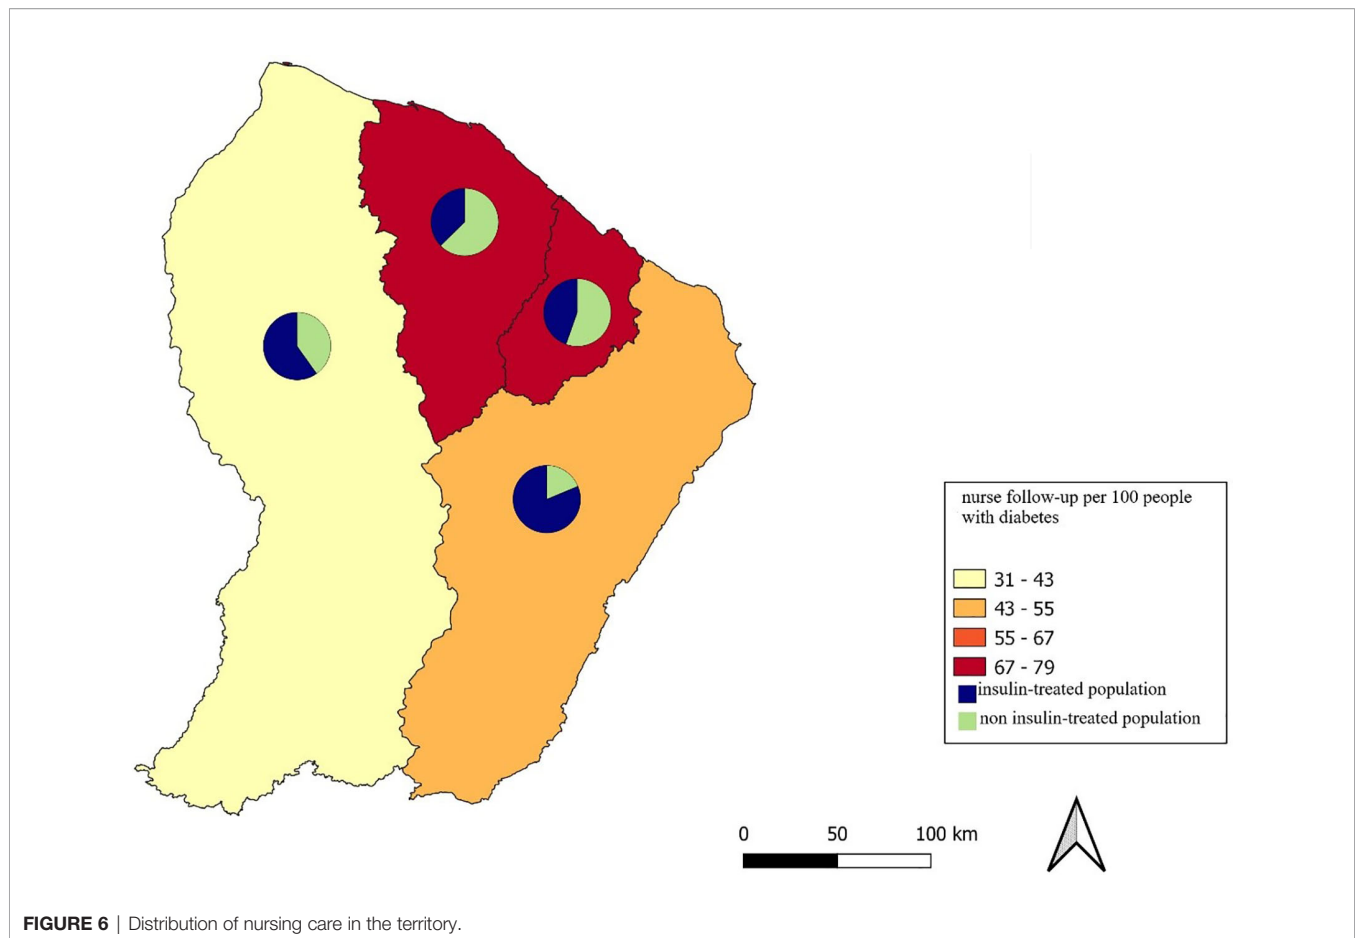 nurse follow-up per 100 people
with diabetes
31 - 43
43 - 55
55 - 67
67 - 79
insulin-treated population
non insulin-treated population
0 50 100 km
FIGURE 6 | Distribution of nursing care in the territory.